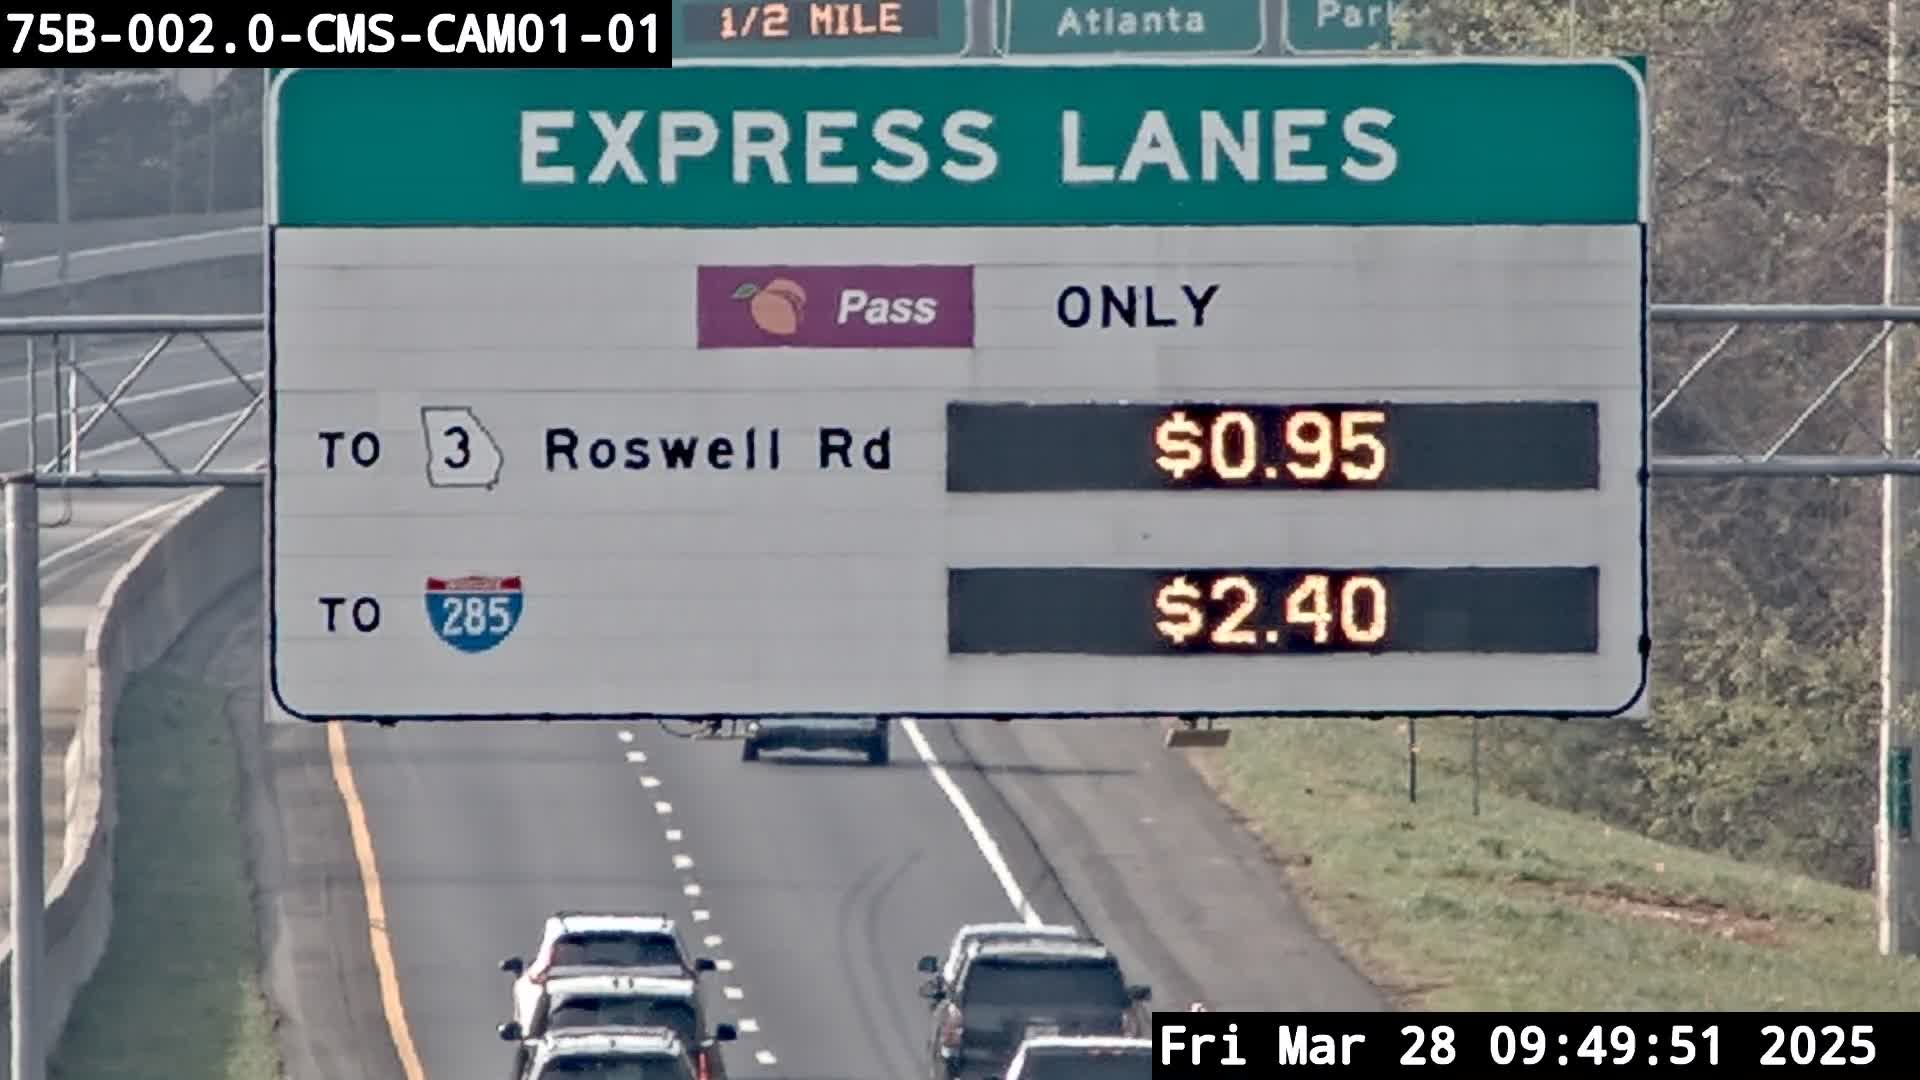 75B-002.0-CMS-CAM01-01
1/2 MILE
Atlanta
EXPRESS LANES
Pass ONLY
TO 3 Roswell Rd $0.95
TO 285 $2.40
Fri Mar 28 09:49:51 2025